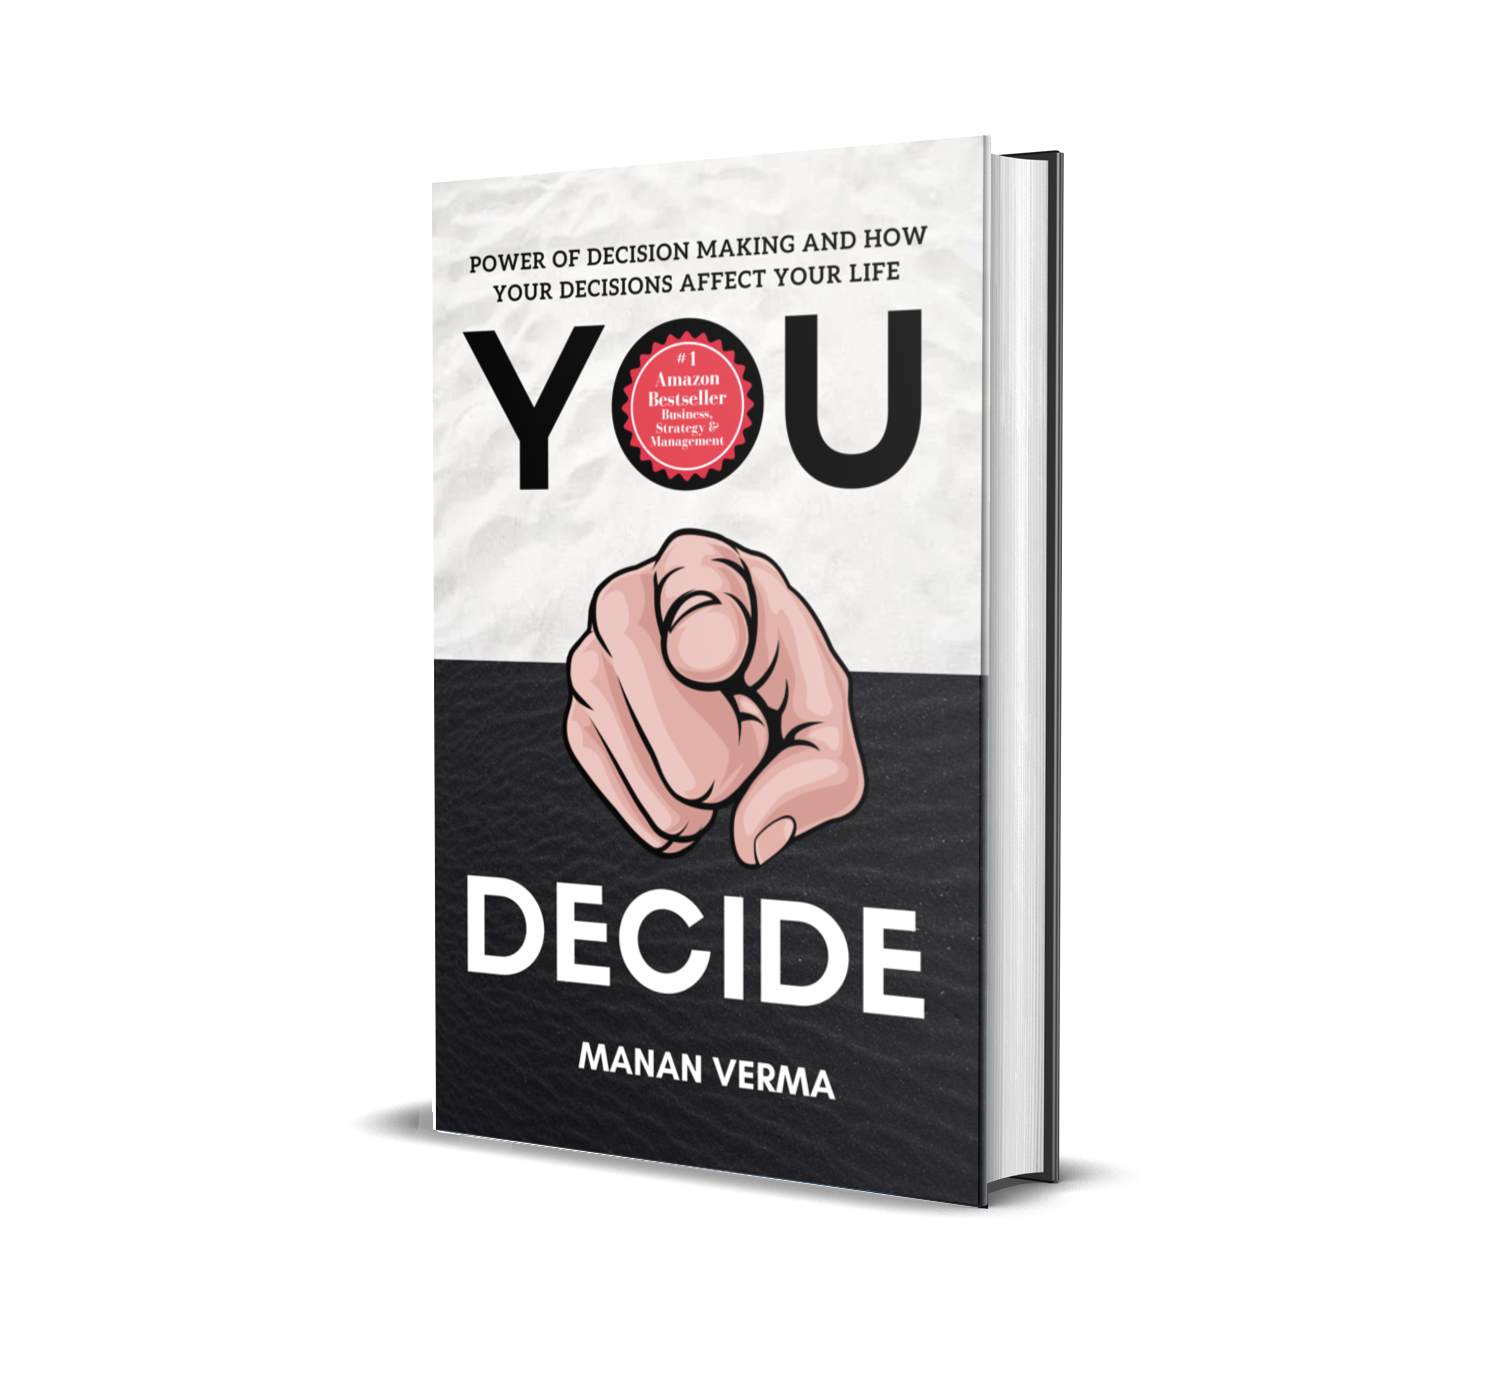 POWER OF DECISION MAKING AND HOW
YOUR DECISIONS AFFECT YOUR LIFE
YOU
#1
Amazon
Bestseller
Business,
Strategy &
Management
DECIDE
MANAN VERMA